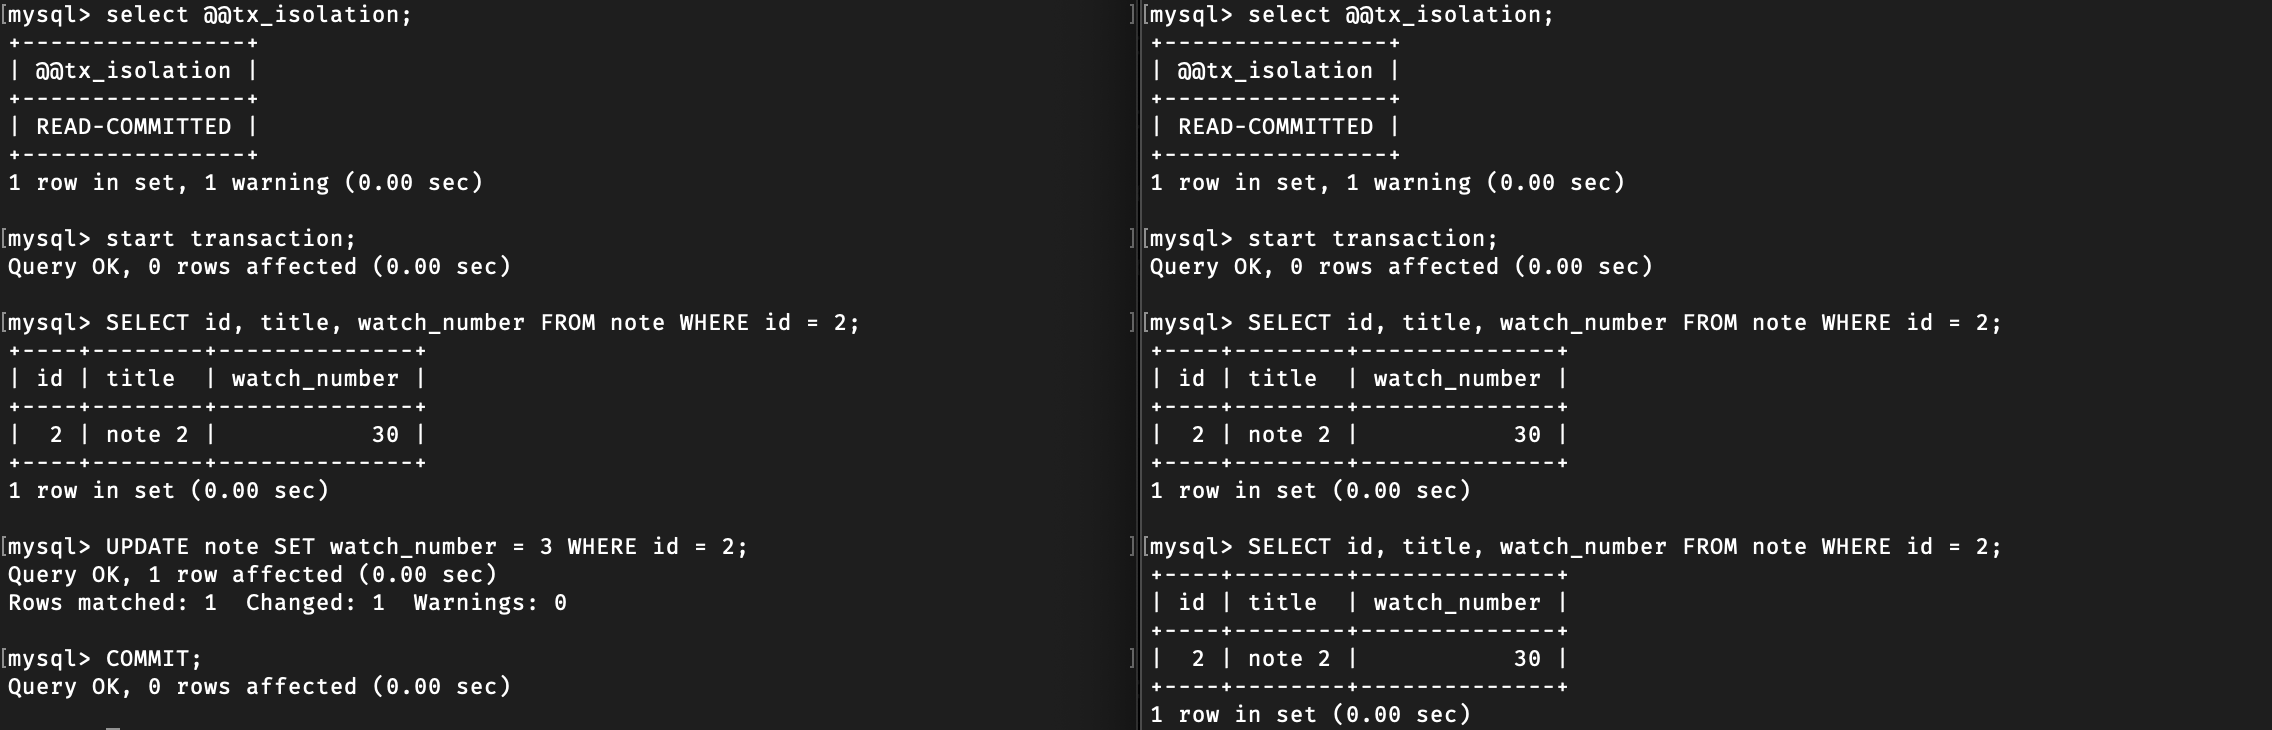 [mysql> select @@tx_isolation;
+----------------+
| @@tx_isolation |
+----------------+
| READ-COMMITTED |
+----------------+
1 row in set, 1 warning (0.00 sec)
[mysql> start transaction;
Query OK, 0 rows affected (0.00 sec)
[mysql> SELECT id, title, watch_number FROM note WHERE id = 2;
+----+--------+--------------+
| id | title  | watch_number |
+----+--------+--------------+
|  2 | note 2 |           30 |
+----+--------+--------------+
1 row in set (0.00 sec)
[mysql> UPDATE note SET watch_number = 3 WHERE id = 2;
Query OK, 1 row affected (0.00 sec)
Rows matched: 1  Changed: 1  Warnings: 0
[mysql> COMMIT;
Query OK, 0 rows affected (0.00 sec)
][mysql> select @@tx_isolation;
+----------------+
| @@tx_isolation |
+----------------+
| READ-COMMITTED |
+----------------+
1 row in set, 1 warning (0.00 sec)
][mysql> start transaction;
Query OK, 0 rows affected (0.00 sec)
][mysql> SELECT id, title, watch_number FROM note WHERE id = 2;
+----+--------+--------------+
| id | title  | watch_number |
+----+--------+--------------+
|  2 | note 2 |           30 |
+----+--------+--------------+
1 row in set (0.00 sec)
][mysql> SELECT id, title, watch_number FROM note WHERE id = 2;
+----+--------+--------------+
| id | title  | watch_number |
+----+--------+--------------+
]|  2 | note 2 |           30 |
+----+--------+--------------+
1 row in set (0.00 sec)